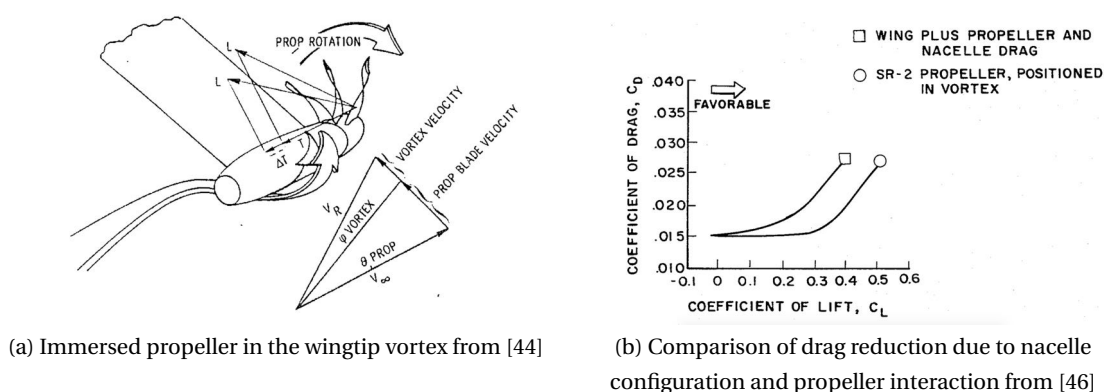 L
PROP ROTATION
L
T
ΔT
VORTEX VELOCITY
PROP BLADE VELOCITY
V_R
φ VORTEX
θ PROP
V_∞
(a) Immersed propeller in the wingtip vortex from [44]
□ WING PLUS PROPELLER AND
NACELLE DRAG
○ SR-2 PROPELLER, POSITIONED
IN VORTEX
COEFFICIENT OF DRAG, C_D
.040
.035
.030
.025
.020
.015
.010
FAVORABLE
-0.1 0 0.1 0.2 0.3 0.4 0.5 0.6
COEFFICIENT OF LIFT, C_L
(b) Comparison of drag reduction due to nacelle
configuration and propeller interaction from [46]